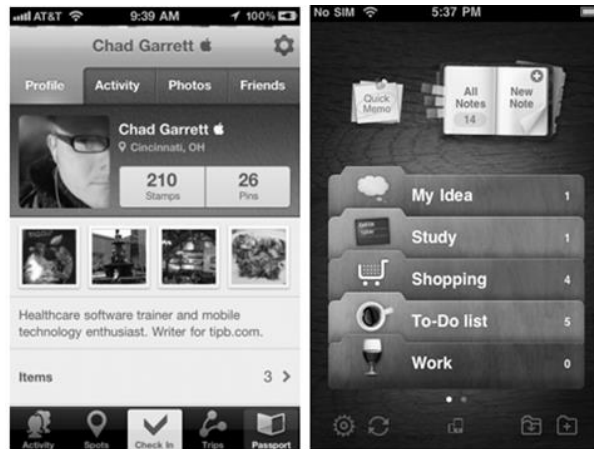 AT&T 9:39 AM 100%
Chad Garrett
Profile Activity Photos Friends
Chad Garrett
Cincinnati, OH
210 26
Stamps Pins
Healthcare software trainer and mobile
technology enthusiast. Writer for tipb.com.
Items 3
Activity Spots Check In Trips Passport
No SIM 5:37 PM
Quick
Memo
All
Notes
14
New
Note
My Idea 1
Study 1
Shopping 4
To-Do list 5
Work 0